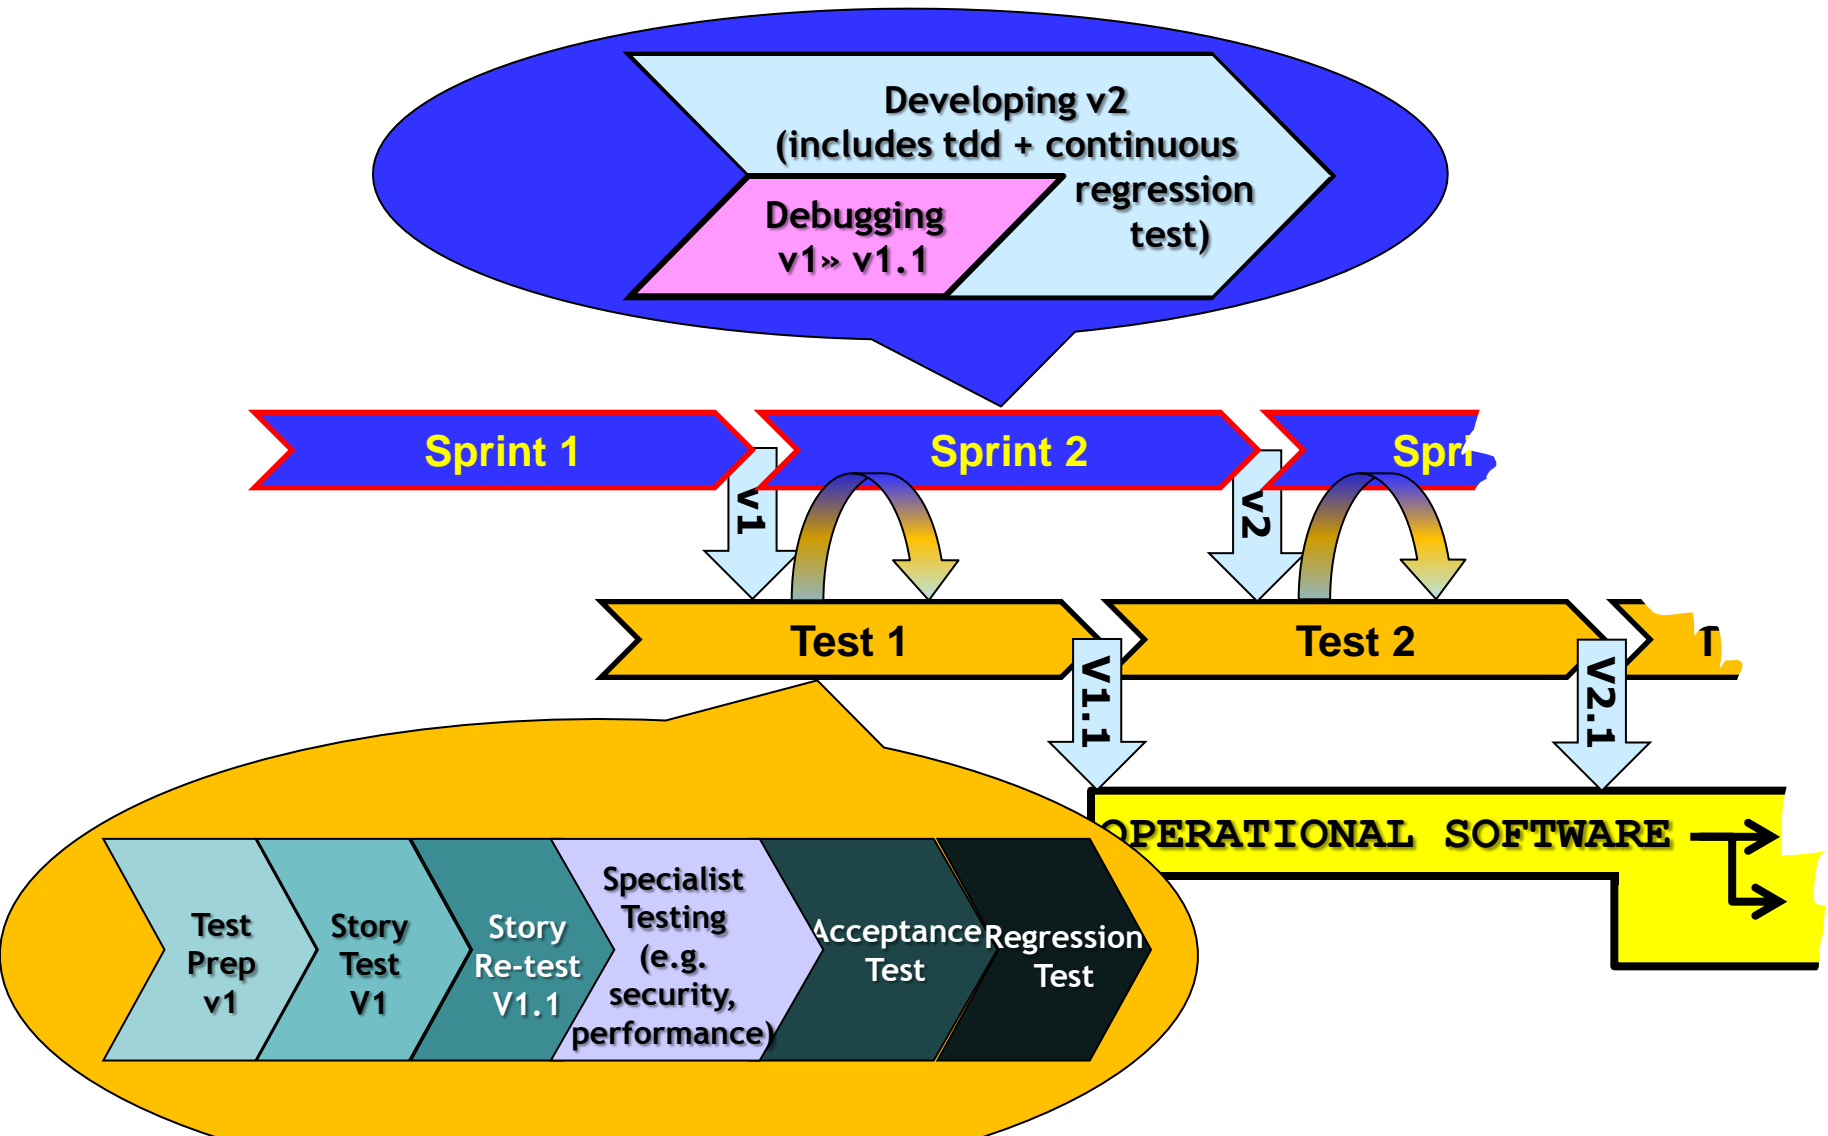 Developing v2
(includes tdd + continuous
regression
test)
Debugging
v1» v1.1
Sprint 1
Sprint 2
Spri
v1
v2
Test 1
Test 2
T
V1.1
V2.1
OPERATIONAL SOFTWARE
Test
Prep
v1
Story
Test
V1
Story
Re-test
V1.1
Specialist
Testing
(e.g.
security,
performance)
Acceptance
Test
Regression
Test